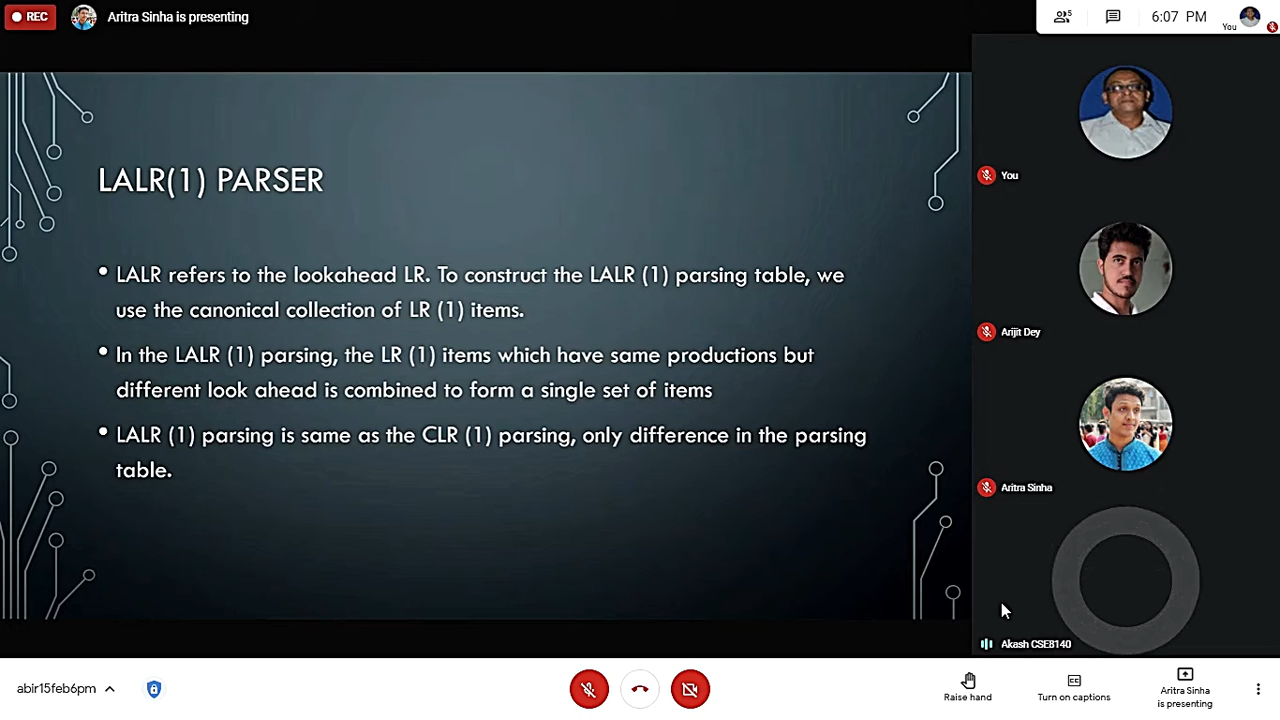 REC
Aritra Sinha is presenting
5
6:07 PM
You
LALR(1) PARSER
• LALR refers to the lookahead LR. To construct the LALR (1) parsing table, we
use the canonical collection of LR (1) items.
• In the LALR (1) parsing, the LR (1) items which have same productions but
different look ahead is combined to form a single set of items
• LALR (1) parsing is same as the CLR (1) parsing, only difference in the parsing
table.
You
Arijit Dey
Aritra Sinha
Akash CSE8140
abir15feb6pm
Raise hand
CC
Turn on captions
Aritra Sinha
is presenting